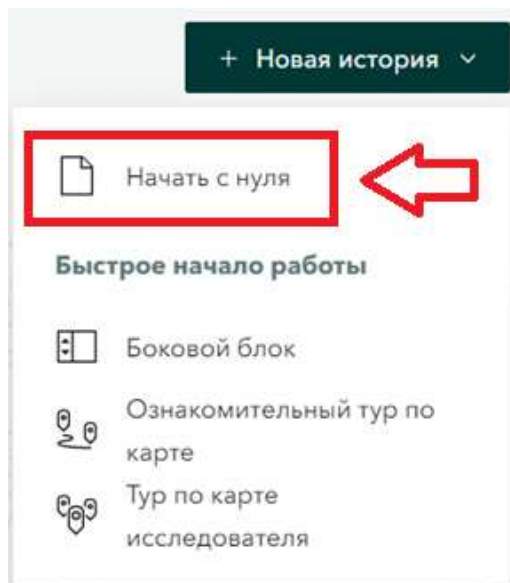 + Новая история
Начать с нуля
Быстрое начало работы
Боковой блок
Ознакомительный тур по
карте
Тур по карте
исследователя